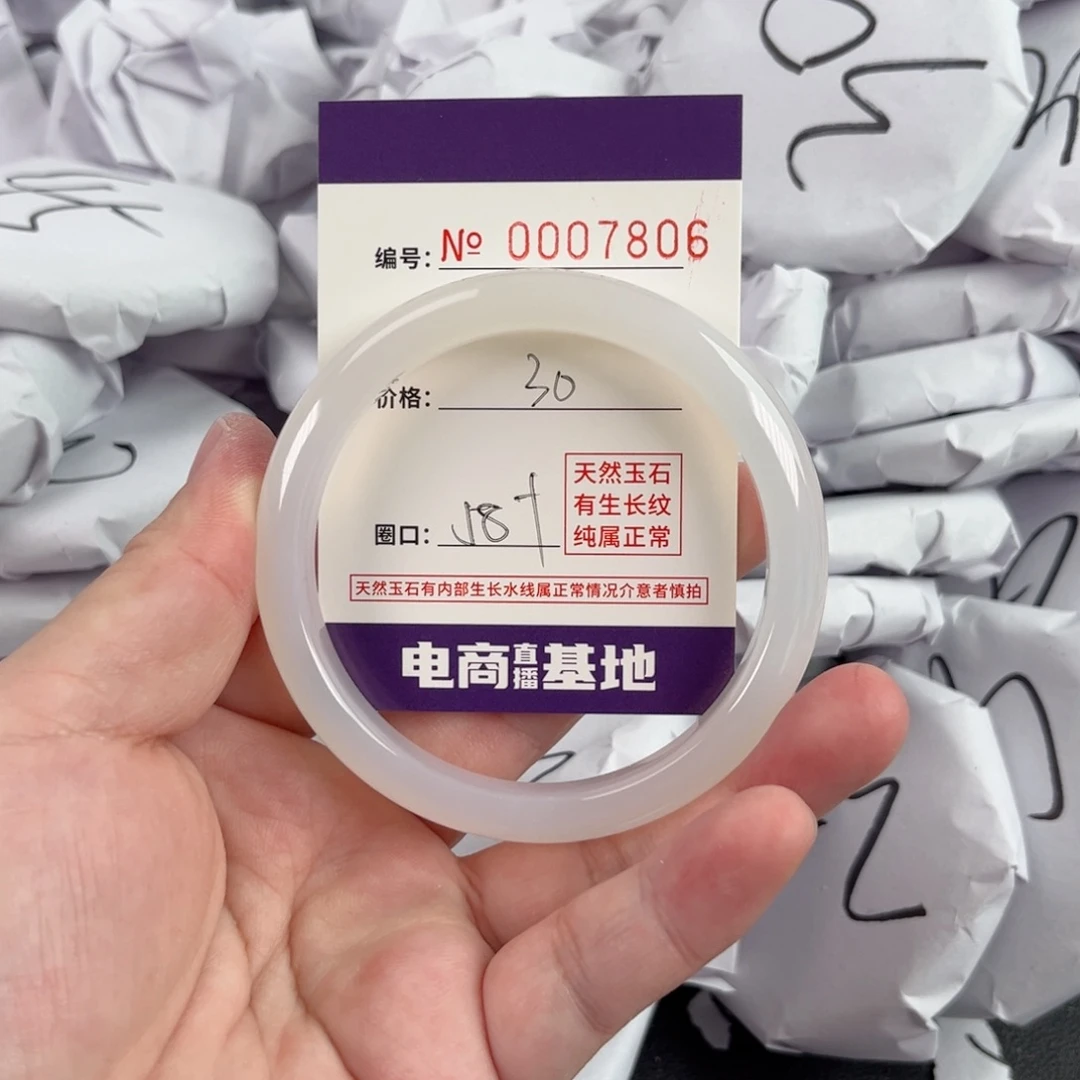 编号: № 0007806
价格: 30
圈口: 58+
天然玉石
有生长纹
纯属正常
天然玉石有内部生长水线属正常情况介意者慎拍
电商直播基地